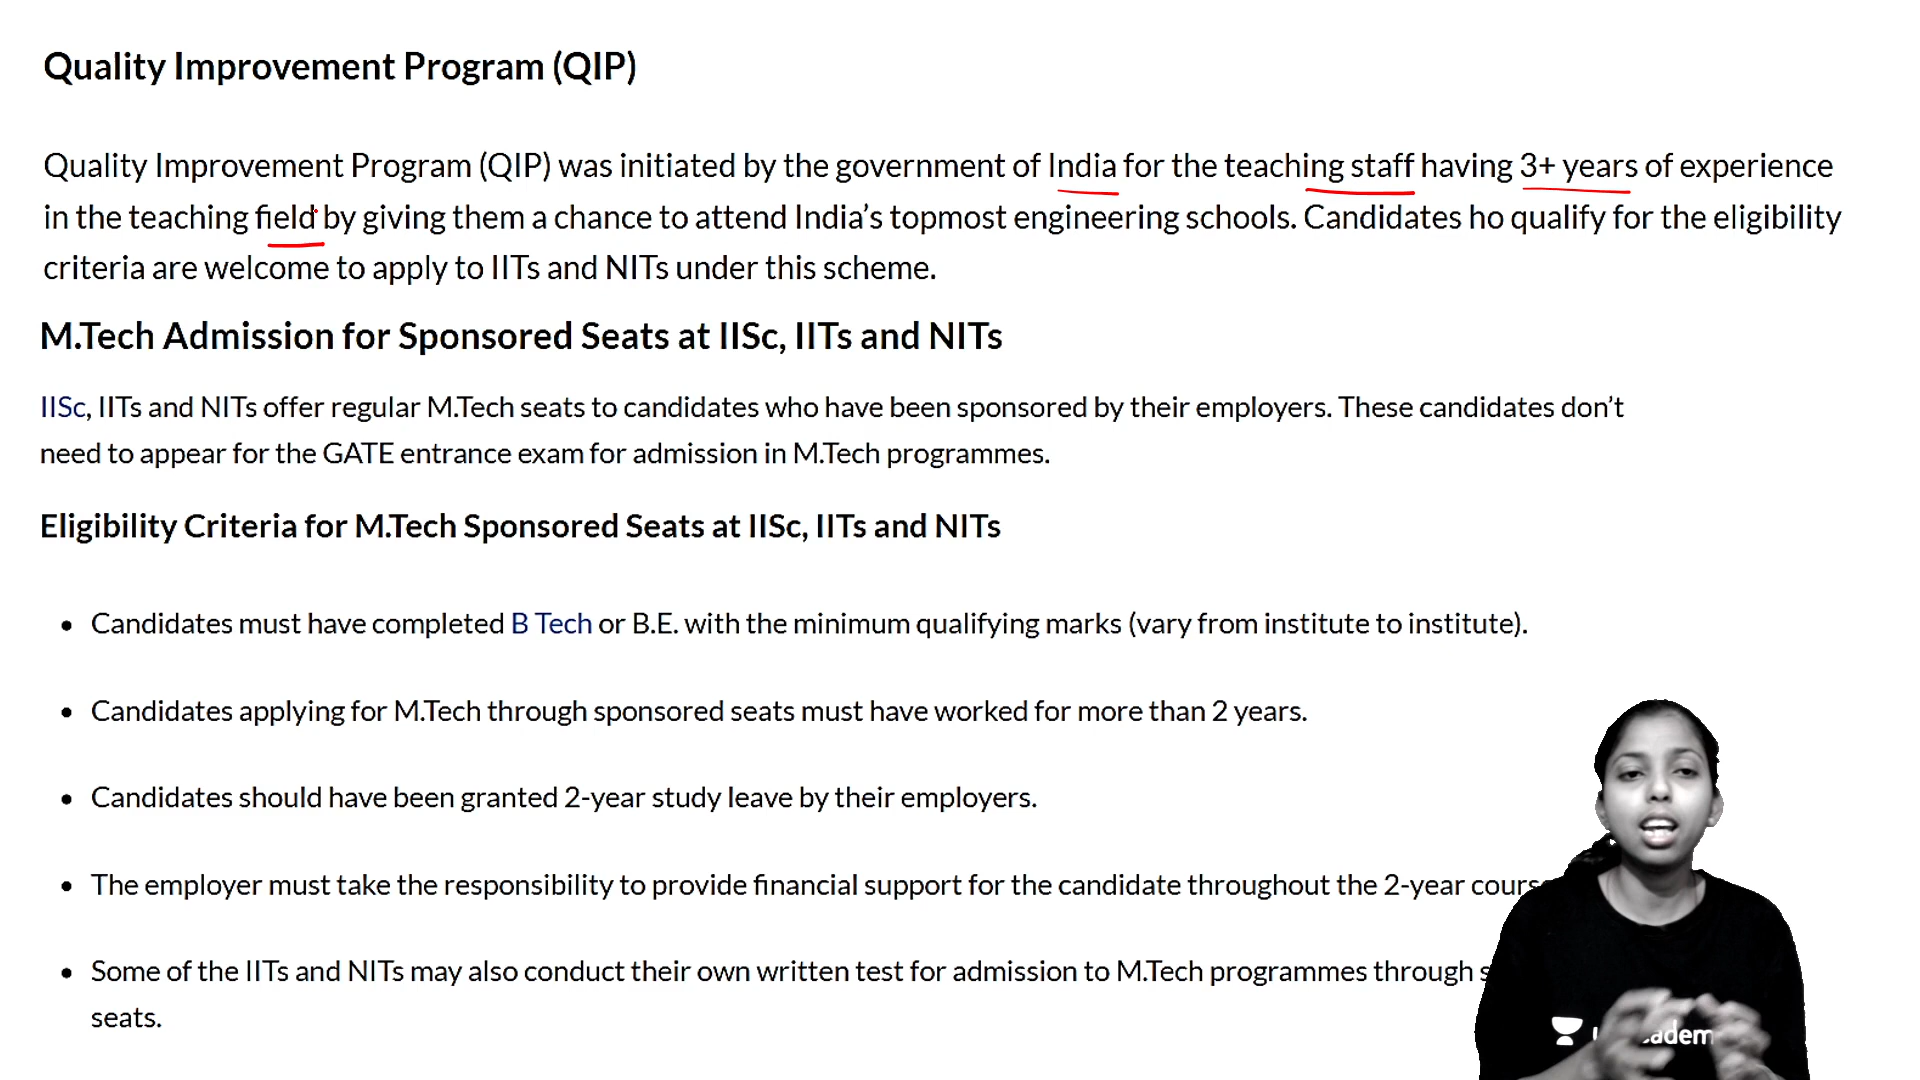 Quality Improvement Program (QIP)
Quality Improvement Program (QIP) was initiated by the government of India for the teaching staff having 3+ years of experience
in the teaching field by giving them a chance to attend India’s topmost engineering schools. Candidates ho qualify for the eligibility
criteria are welcome to apply to IITs and NITs under this scheme.
M.Tech Admission for Sponsored Seats at IISc, IITs and NITs
IISc, IITs and NITs offer regular M.Tech seats to candidates who have been sponsored by their employers. These candidates don’t
need to appear for the GATE entrance exam for admission in M.Tech programmes.
Eligibility Criteria for M.Tech Sponsored Seats at IISc, IITs and NITs
• Candidates must have completed B Tech or B.E. with the minimum qualifying marks (vary from institute to institute).
• Candidates applying for M.Tech through sponsored seats must have worked for more than 2 years.
• Candidates should have been granted 2-year study leave by their employers.
• The employer must take the responsibility to provide financial support for the candidate throughout the 2-year
• Some of the IITs and NITs may also conduct their own written test for admission to M.Tech programmes through
seats.